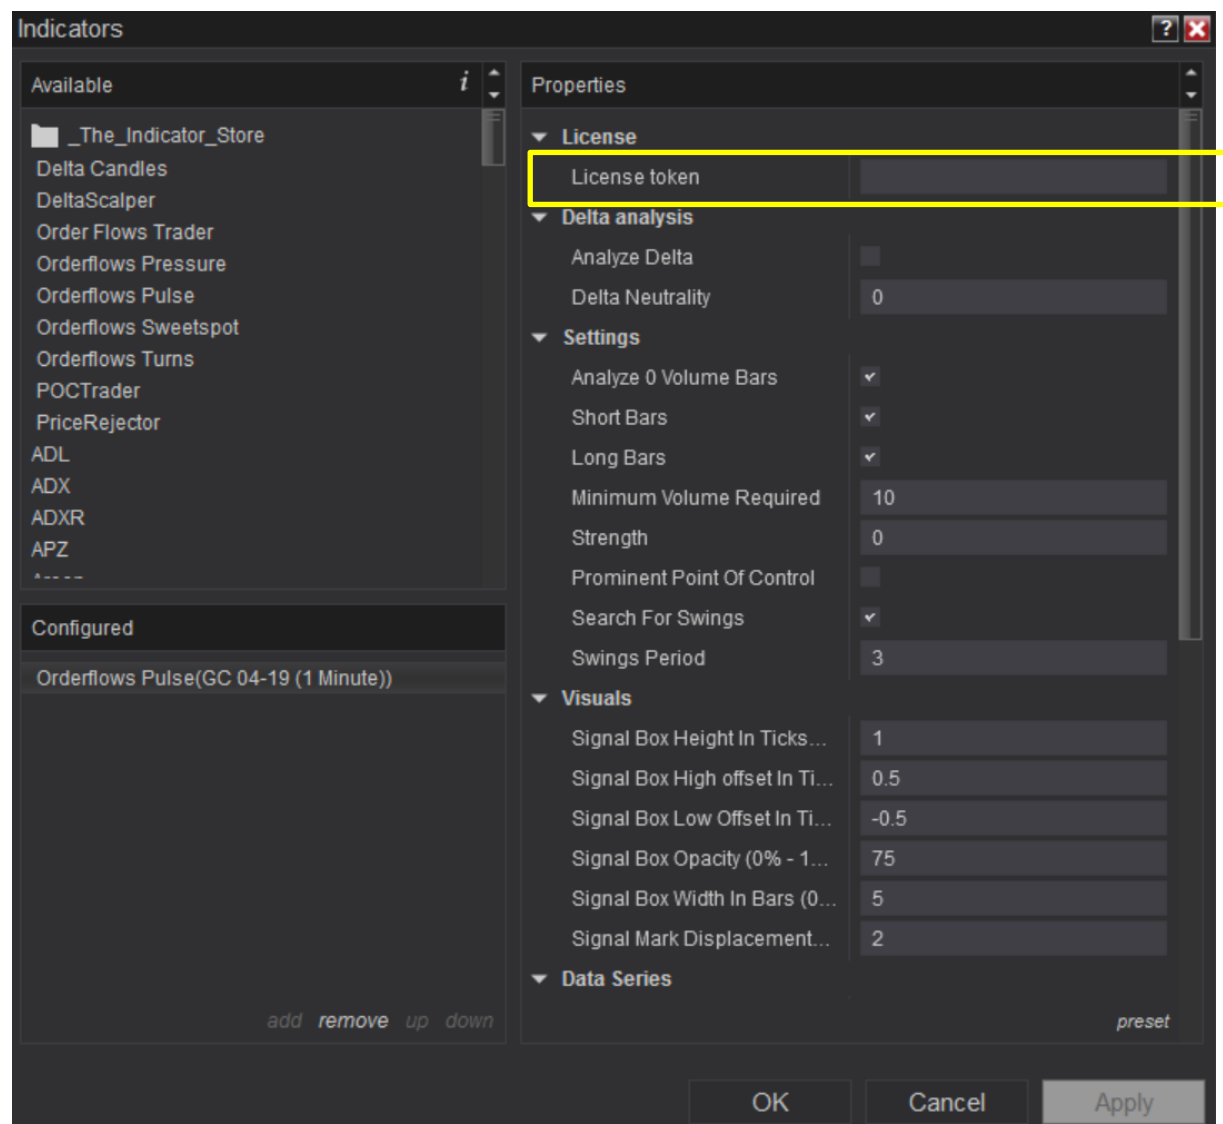 Indicators
?
Available
i
_The_Indicator_Store
Delta Candles
DeltaScalper
Order Flows Trader
Orderflows Pressure
Orderflows Pulse
Orderflows Sweetspot
Orderflows Turns
POCTrader
PriceRejector
ADL
ADX
ADXR
APZ
Configured
Orderflows Pulse(GC 04-19 (1 Minute))
add remove up down
Properties
License
License token
Delta analysis
Analyze Delta
Delta Neutrality 0
Settings
Analyze 0 Volume Bars
Short Bars
Long Bars
Minimum Volume Required 10
Strength 0
Prominent Point Of Control
Search For Swings
Swings Period 3
Visuals
Signal Box Height In Ticks... 1
Signal Box High offset In Ti... 0.5
Signal Box Low Offset In Ti... -0.5
Signal Box Opacity (0% - 1... 75
Signal Box Width In Bars (0... 5
Signal Mark Displacement... 2
Data Series
preset
OK Cancel Apply